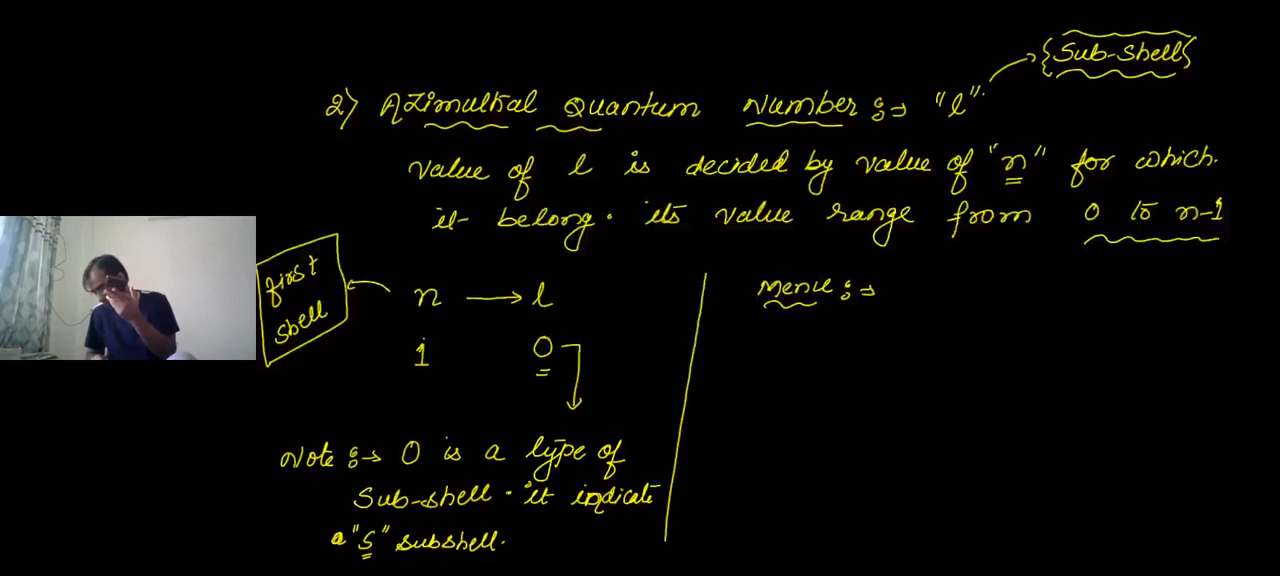 {Sub-Shell}
2) Azimuthal Quantum Number :→ "l"
value of l is decided by value of "n" for which
it belong. its value range from 0 to n-1
first
shell
n → l
1 0
Note :→ 0 is a type of
Sub-shell. it indicate
a "S" subshell.
:→